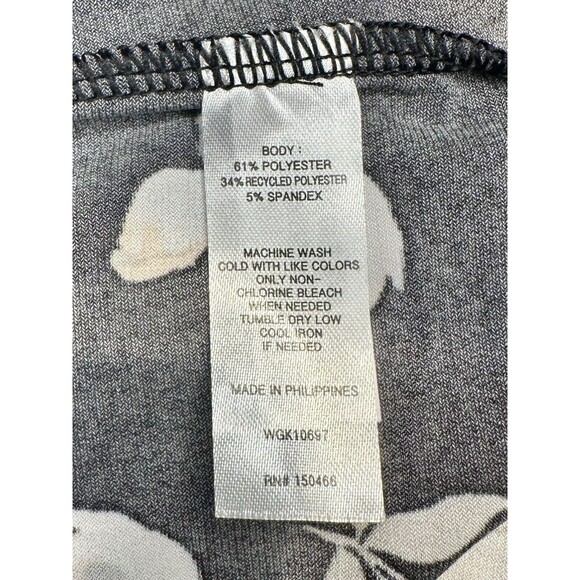 BODY :
61% POLYESTER
34% RECYCLED POLYESTER
5% SPANDEX
MACHINE WASH
COLD WITH LIKE COLORS
ONLY NON-
CHLORINE BLEACH
WHEN NEEDED
TUMBLE DRY LOW
COOL IRON
IF NEEDED
MADE IN PHILIPPINES
WGK10697
RN# 150466